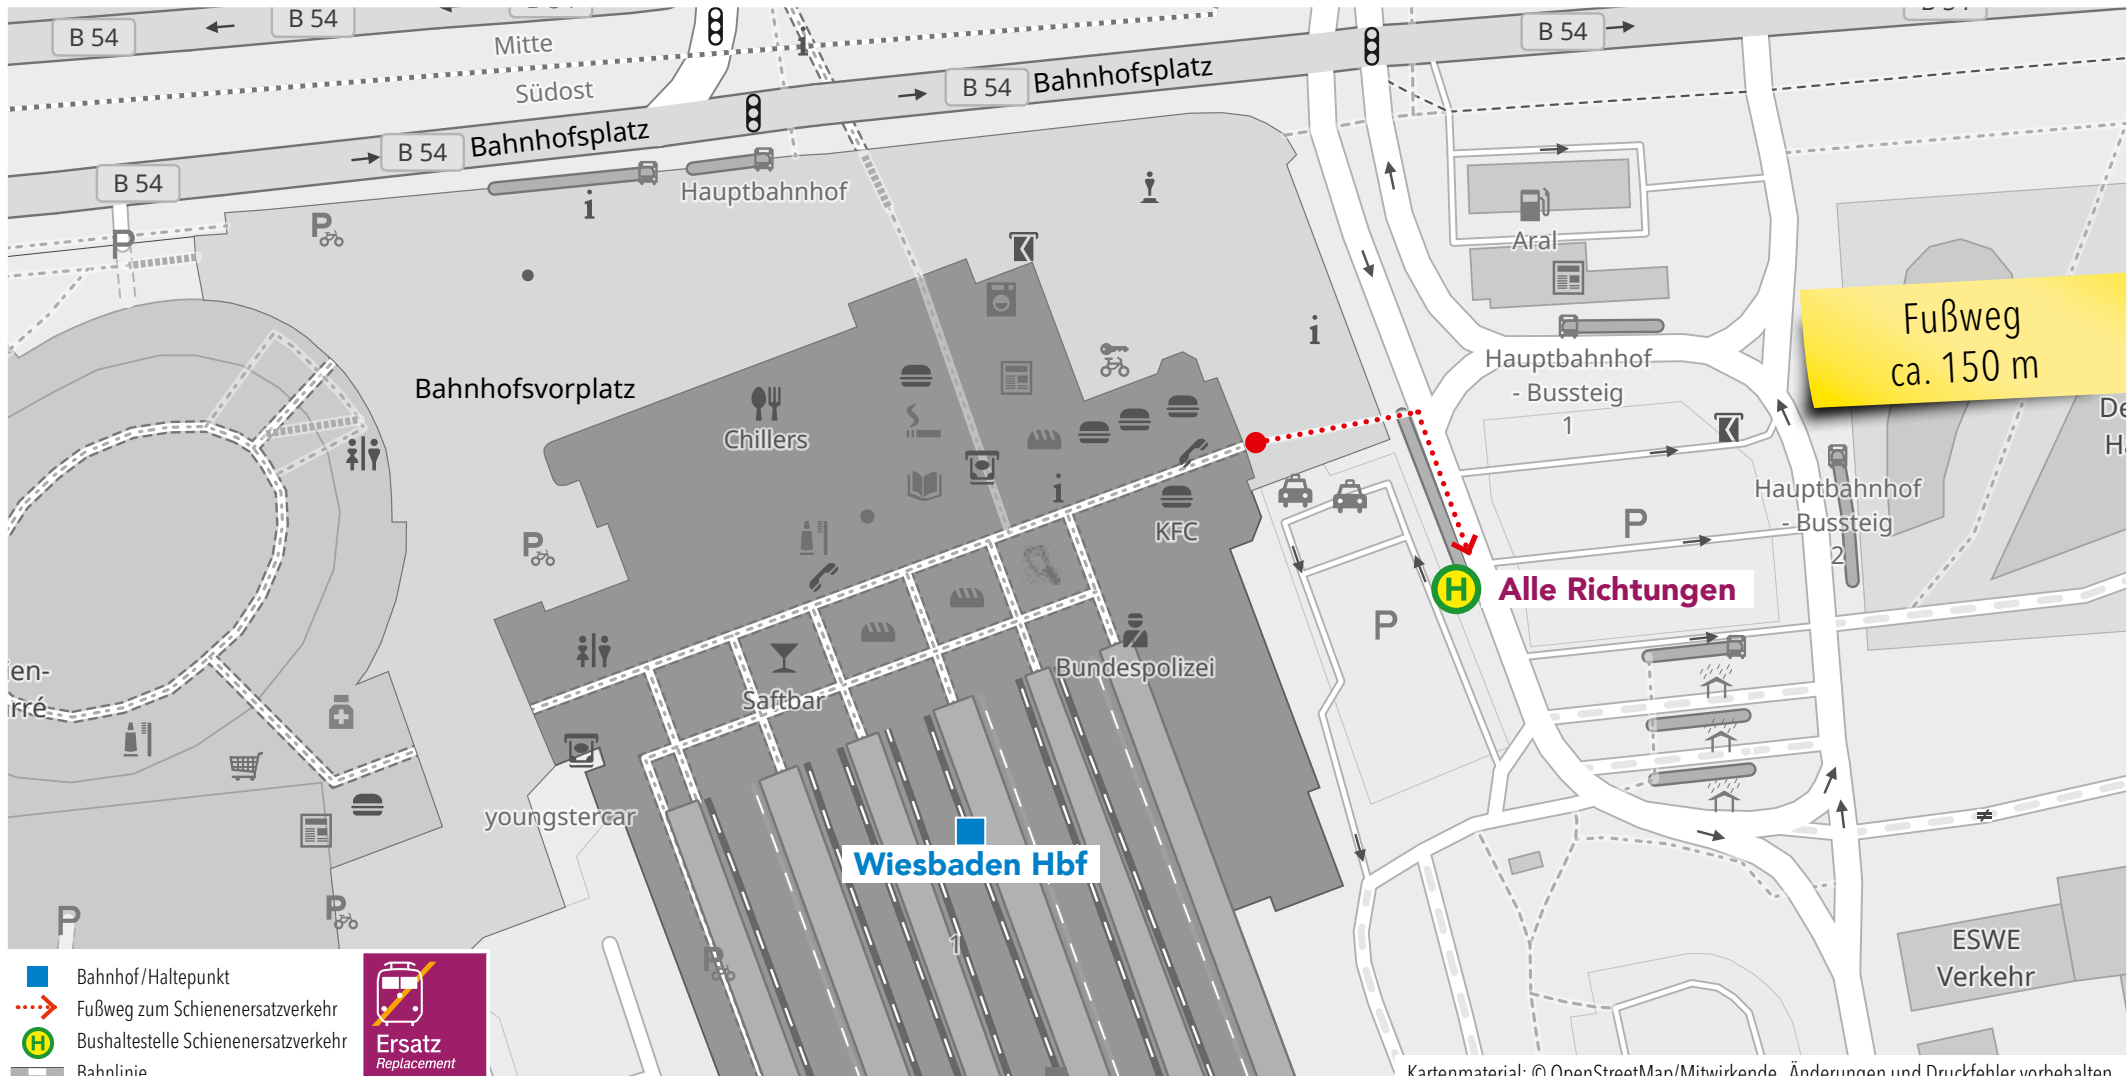 B 54
B 54
B 54
Mitte
Südost
B 54
Bahnhofsplatz
B 54
Bahnhofsplatz
B 54
P
P
Hauptbahnhof
Aral
Fußweg
ca. 150 m
Hauptbahnhof
- Bussteig
1
Bahnhofsvorplatz
Chillers
KFC
P
Hauptbahnhof
- Bussteig
2
P
H
Alle Richtungen
P
Bundespolizei
Saftbar
youngstercar
Wiesbaden Hbf
1
P
P
P
ESWE
Verkehr
Bahnhof/Haltepunkt
Fußweg zum Schienenersatzverkehr
H
Bushaltestelle Schienenersatzverkehr
Bahnlinie
Ersatz
Replacement
Kartenmaterial: © OpenStreetMap/Mitwirkende, Änderungen und Druckfehler vorbehalten